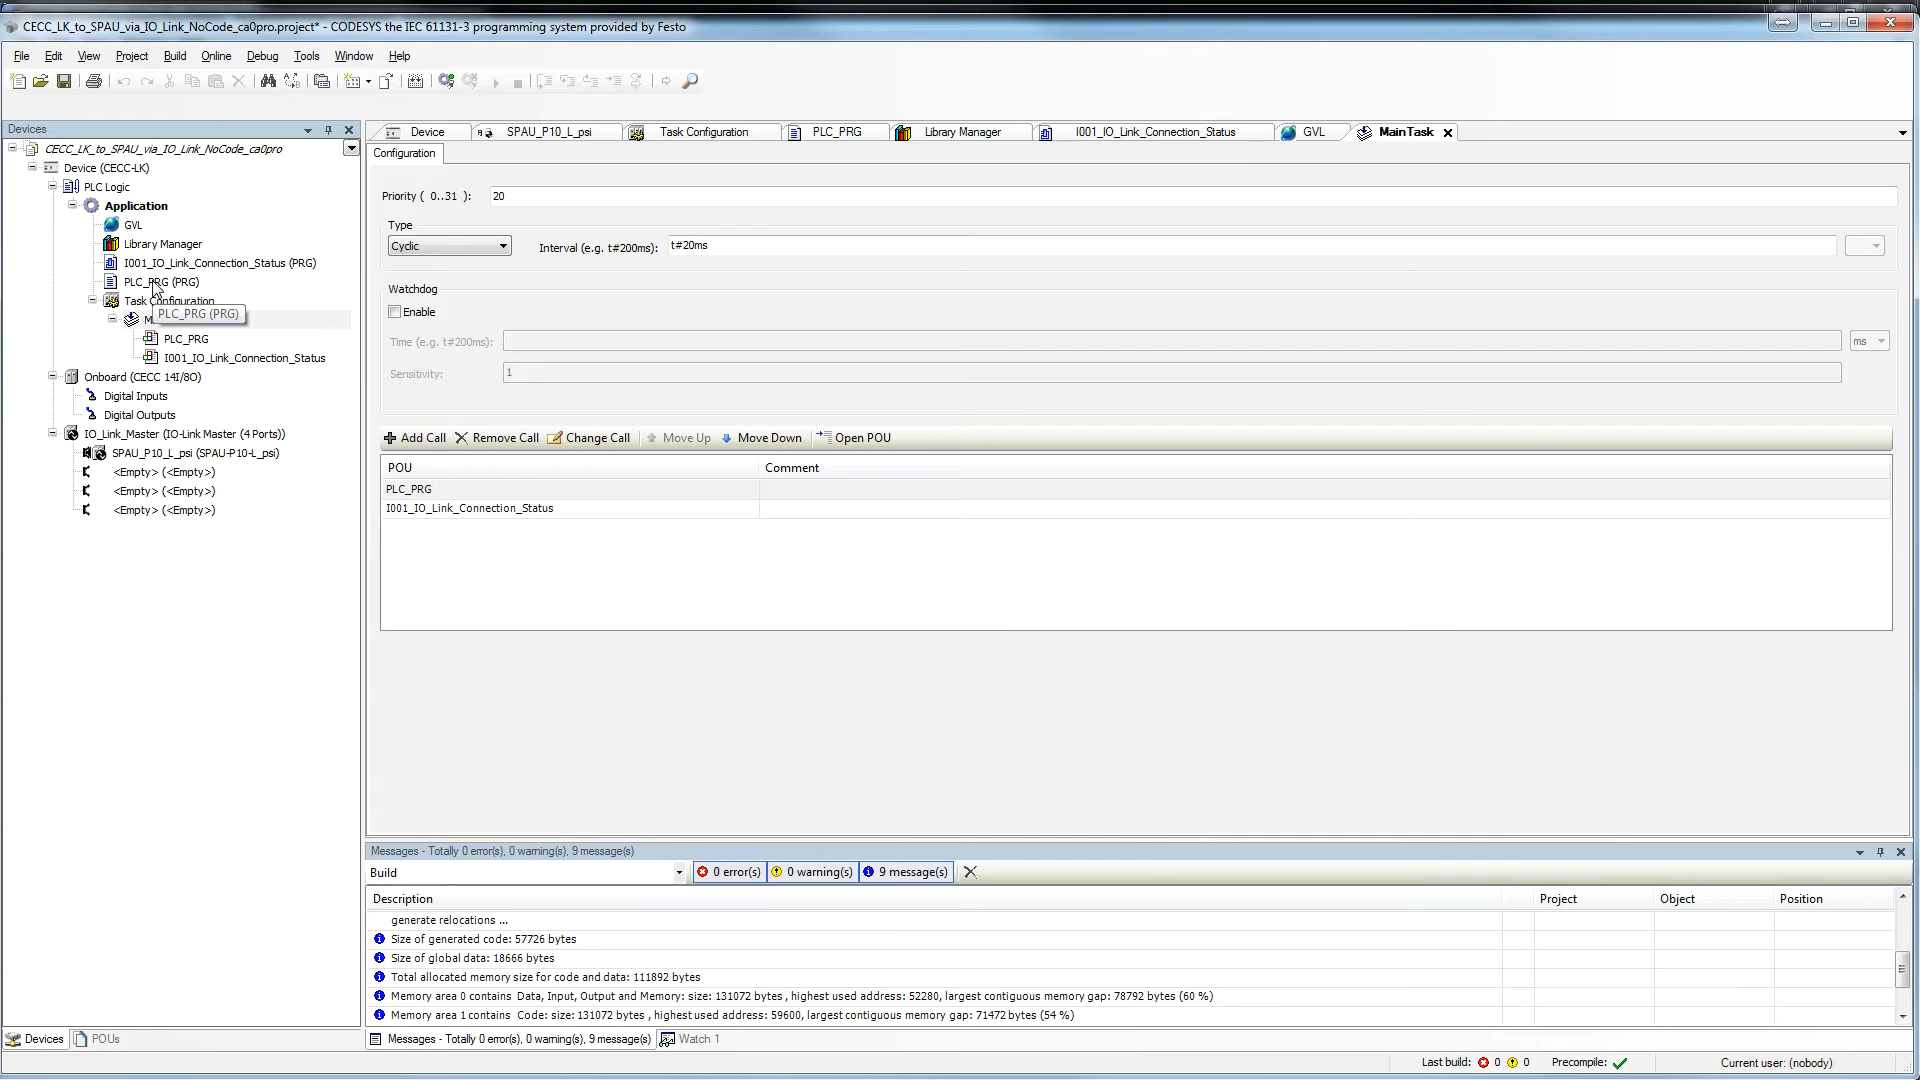 CECC_LK_to_SPAU_via_IO_Link_NoCode_ca0pro.project* - CODESYS the IEC 61131-3 programming system provided by Festo
File Edit View Project Build Online Debug Tools Window Help
Devices
CECC_LK_to_SPAU_via_IO_Link_NoCode_ca0pro
Device (CECC-LK)
PLC Logic
Application
GVL
Library Manager
I001_IO_Link_Connection_Status (PRG)
PLC_PRG (PRG)
Task Configuration
PLC_PRG (PRG)
PLC_PRG
I001_IO_Link_Connection_Status
Onboard (CECC 14I/8O)
Digital Inputs
Digital Outputs
IO_Link_Master (IO-Link Master (4 Ports))
SPAU_P10_L_psi (SPAU-P10-L_psi)
<Empty> (<Empty>)
<Empty> (<Empty>)
<Empty> (<Empty>)
Devices POUs
Device SPAU_P10_L_psi Task Configuration PLC_PRG Library Manager I001_IO_Link_Connection_Status GVL MainTask
Configuration
Priority ( 0..31 ): 20
Type
Cyclic Interval (e.g. t#200ms): t#20ms
Watchdog
Enable
Time (e.g. t#200ms): ms
Sensitivity: 1
Add Call Remove Call Change Call Move Up Move Down Open POU
POU Comment
PLC_PRG
I001_IO_Link_Connection_Status
Messages - Totally 0 error(s), 0 warning(s), 9 message(s)
Build 0 error(s) 0 warning(s) 9 message(s)
Description Project Object Position
generate relocations ...
Size of generated code: 57726 bytes
Size of global data: 18666 bytes
Total allocated memory size for code and data: 111892 bytes
Memory area 0 contains Data, Input, Output and Memory: size: 131072 bytes , highest used address: 52280, largest contiguous memory gap: 78792 bytes (60 %)
Memory area 1 contains Code: size: 131072 bytes , highest used address: 59600, largest contiguous memory gap: 71472 bytes (54 %)
Messages - Totally 0 error(s), 0 warning(s), 9 message(s) Watch 1
Last build: 0 0 Precompile: Current user: (nobody)